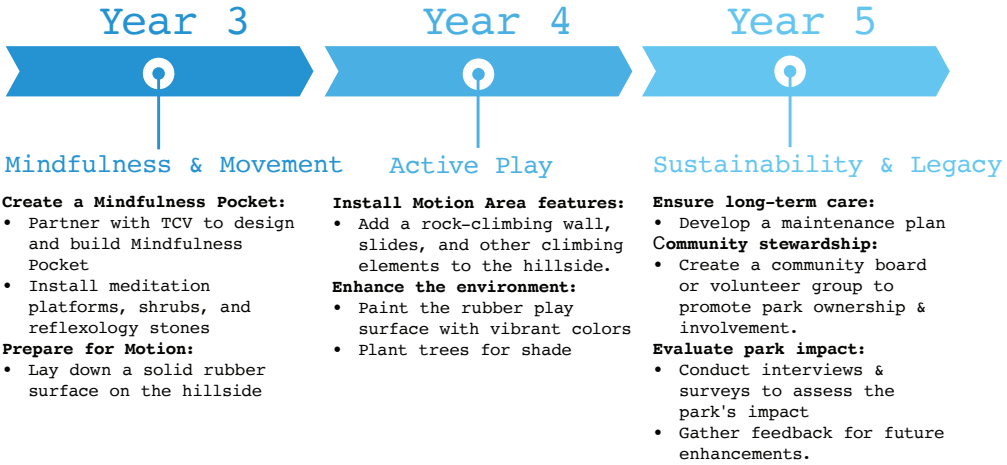 Year 3
Mindfulness & Movement
Create a Mindfulness Pocket:
• Partner with TCV to design
and build Mindfulness
Pocket
• Install meditation
platforms, shrubs, and
reflexology stones
Prepare for Motion:
• Lay down a solid rubber
surface on the hillside
Year 4
Active Play
Install Motion Area features:
• Add a rock-climbing wall,
slides, and other climbing
elements to the hillside.
Enhance the environment:
• Paint the rubber play
surface with vibrant colors
• Plant trees for shade
Year 5
Sustainability & Legacy
Ensure long-term care:
• Develop a maintenance plan
Community stewardship:
• Create a community board
or volunteer group to
promote park ownership &
involvement.
Evaluate park impact:
• Conduct interviews &
surveys to assess the
park's impact
• Gather feedback for future
enhancements.